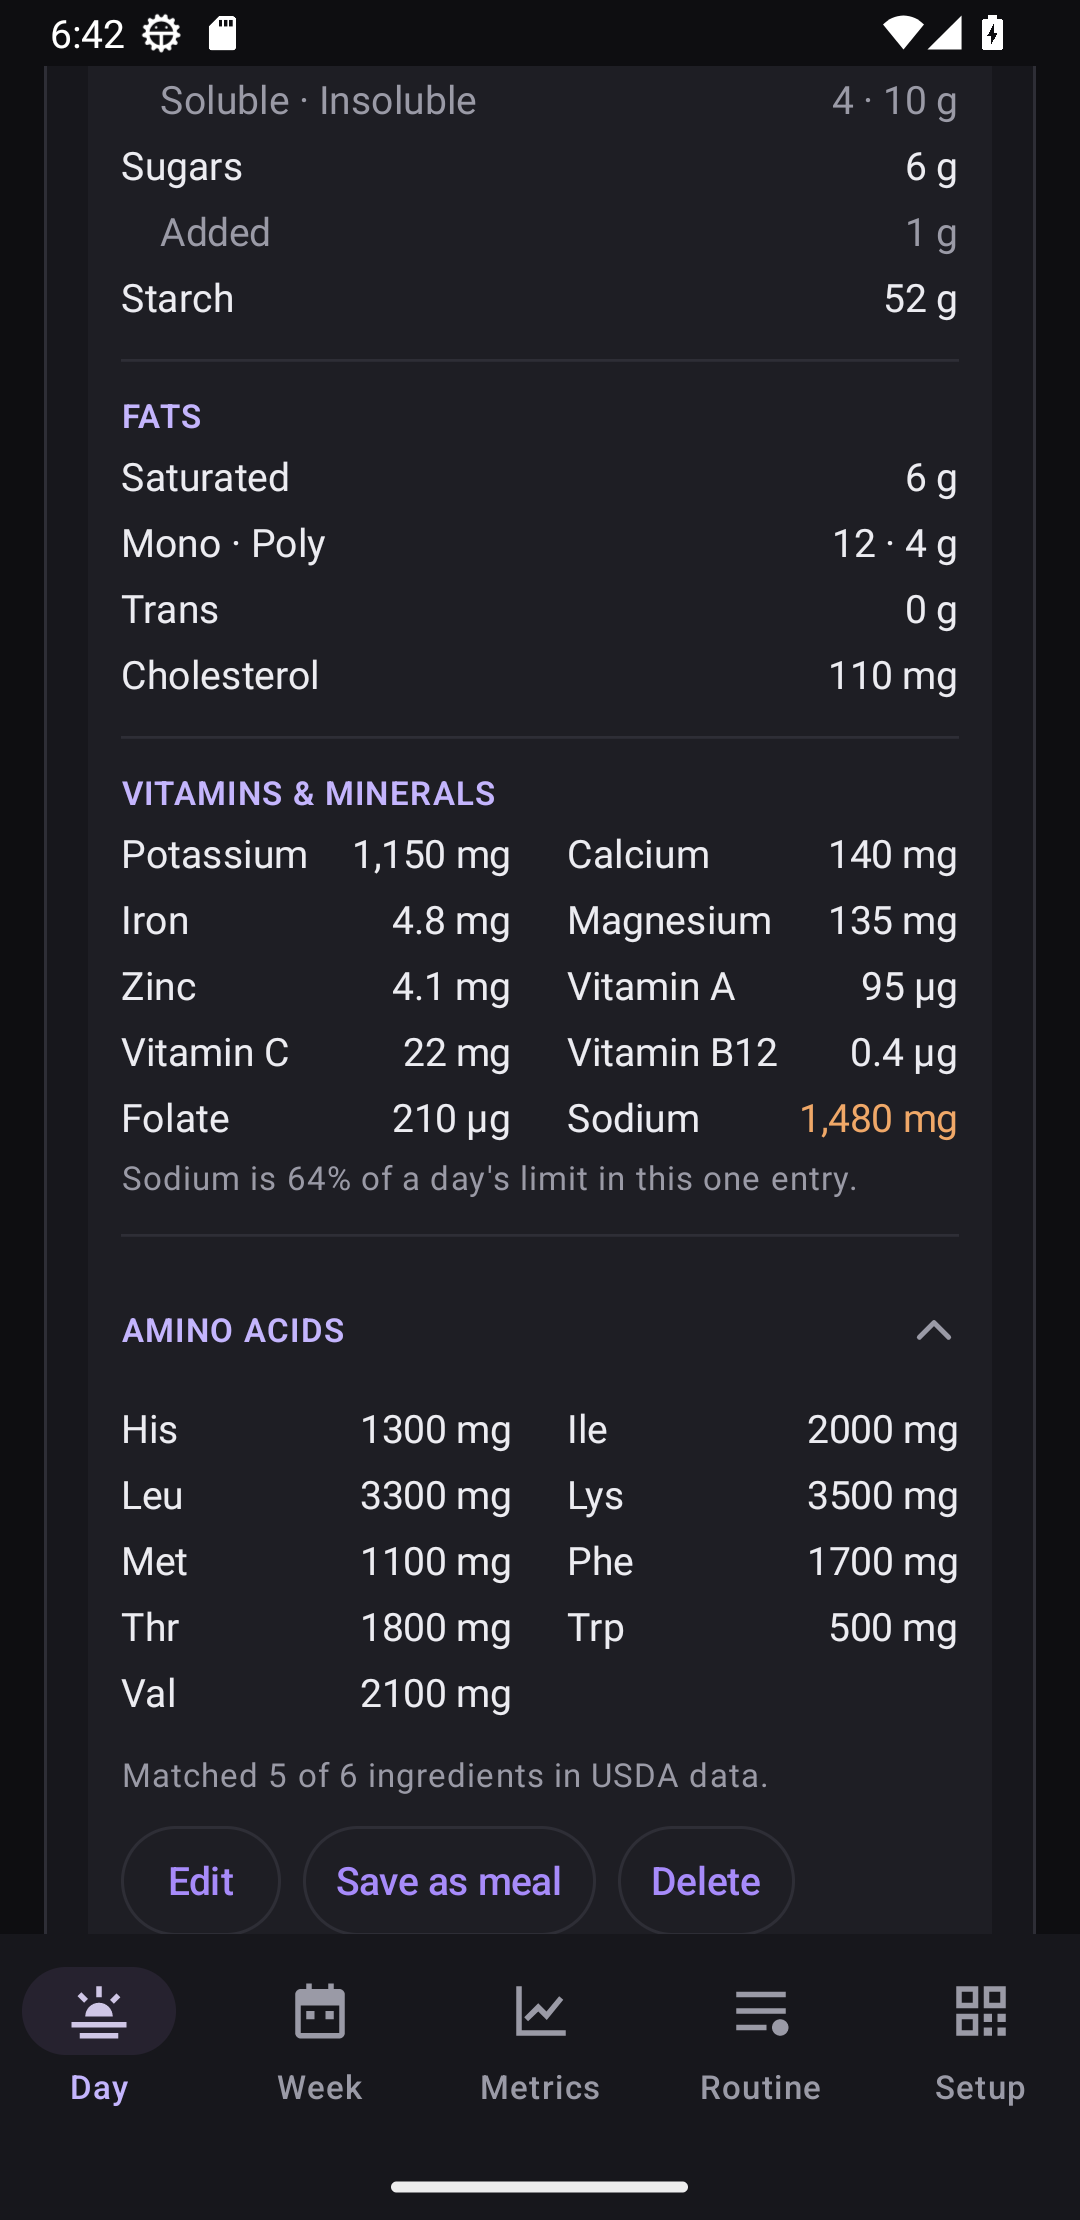 6:42
Soluble · Insoluble 4 · 10 g
Sugars 6 g
Added 1 g
Starch 52 g
FATS
Saturated 6 g
Mono · Poly 12 · 4 g
Trans 0 g
Cholesterol 110 mg
VITAMINS & MINERALS
Potassium 1,150 mg Calcium 140 mg
Iron 4.8 mg Magnesium 135 mg
Zinc 4.1 mg Vitamin A 95 µg
Vitamin C 22 mg Vitamin B12 0.4 µg
Folate 210 µg Sodium 1,480 mg
Sodium is 64% of a day's limit in this one entry.
AMINO ACIDS
His 1300 mg Ile 2000 mg
Leu 3300 mg Lys 3500 mg
Met 1100 mg Phe 1700 mg
Thr 1800 mg Trp 500 mg
Val 2100 mg
Matched 5 of 6 ingredients in USDA data.
Edit Save as meal Delete
Day Week Metrics Routine Setup